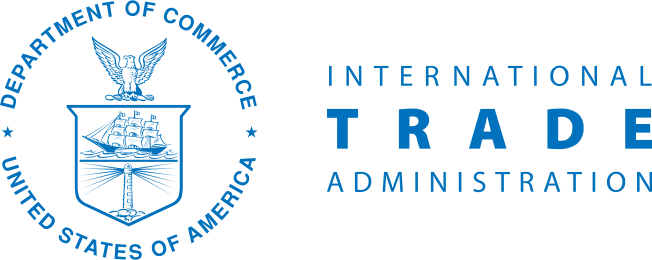 DEPARTMENT OF COMMERCE
UNITED STATES OF AMERICA
INTERNATIONAL
TRADE
ADMINISTRATION